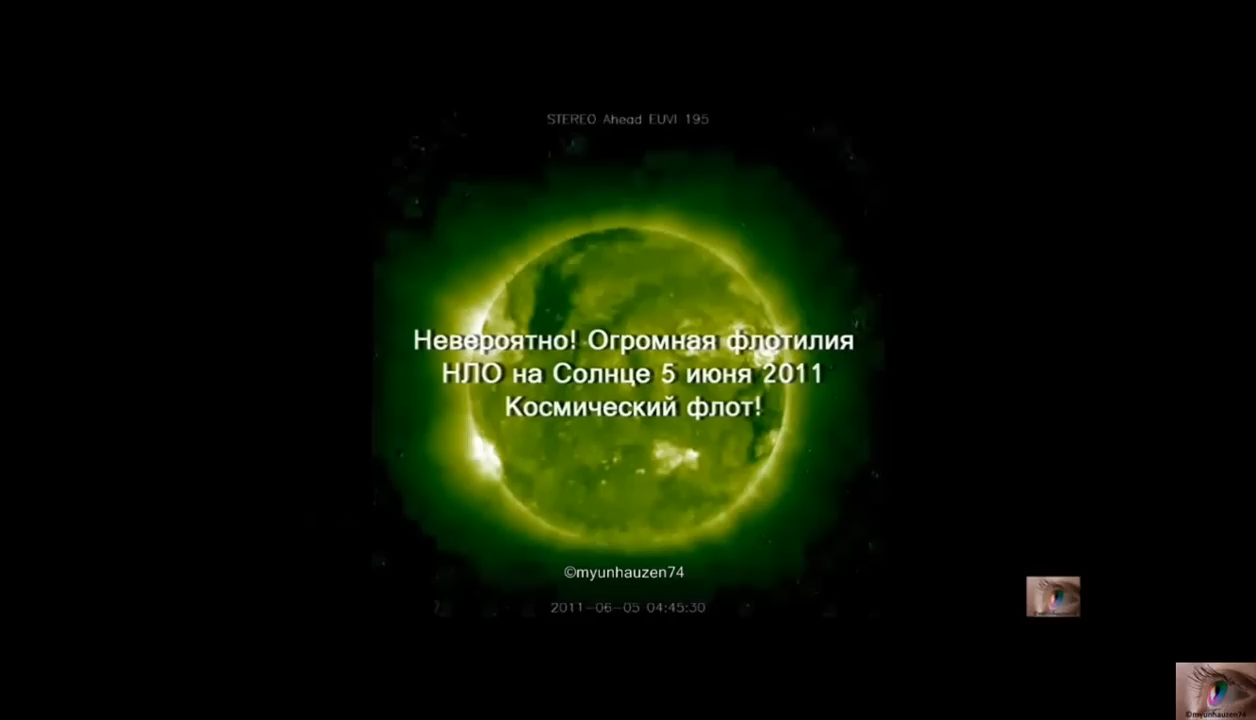 STEREO Ahead EUVI 195
Невероятно! Огромная флотилия
НЛО на Солнце 5 июня 2011
Космический флот!
©myunhauzen74
2011-06-05 04:45:30
©myunhauzen74